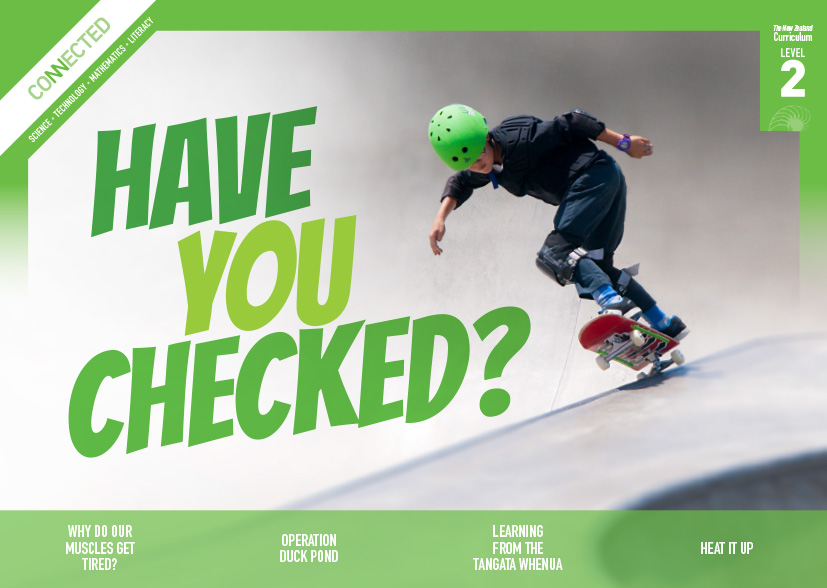 CONNECTED
SCIENCE • TECHNOLOGY • MATHEMATICS • LITERACY
The New Zealand
Curriculum
LEVEL
2
HAVE
YOU
CHECKED?
WHY DO OUR
MUSCLES GET
TIRED?
OPERATION
DUCK POND
LEARNING
FROM THE
TANGATA WHENUA
HEAT IT UP